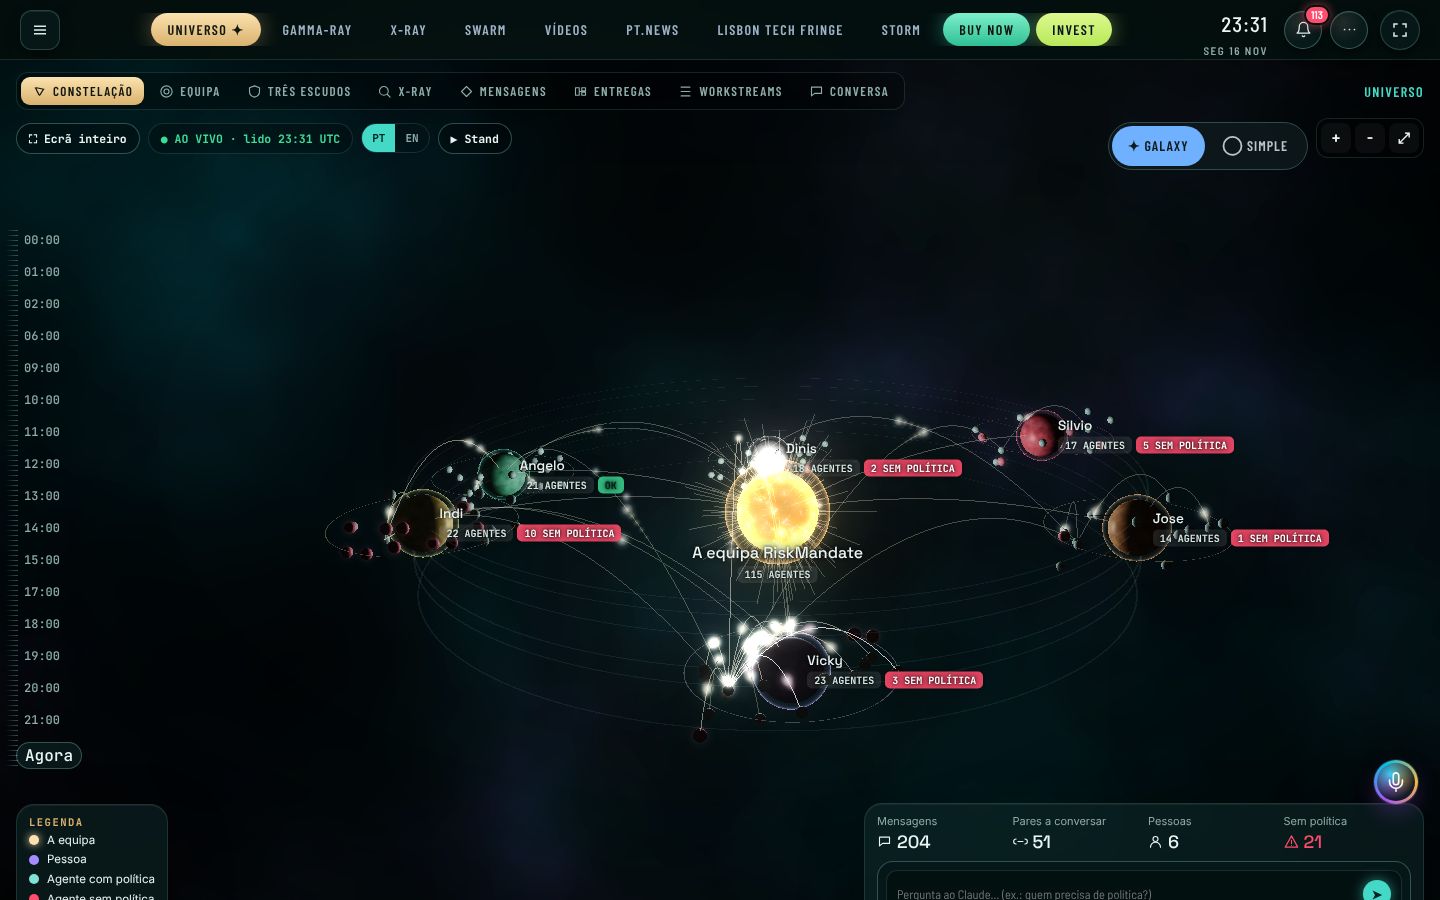 UNIVERSO ✦ GAMMA-RAY X-RAY SWARM VÍDEOS PT.NEWS LISBON TECH FRINGE STORM BUY NOW INVEST
23:31
SEG 16 NOV
113
CONSTELAÇÃO EQUIPA TRÊS ESCUDOS X-RAY MENSAGENS ENTREGAS WORKSTREAMS CONVERSA
UNIVERSO
Ecrã inteiro
AO VIVO · lido 23:31 UTC
PT EN
▶ Stand
✦ GALAXY SIMPLE
+ -
00:00
01:00
02:00
06:00
09:00
10:00
11:00
12:00
13:00
14:00
15:00
17:00
18:00
19:00
20:00
21:00
Agora
Silvio
17 AGENTES 5 SEM POLÍTICA
Dinis
18 AGENTES 2 SEM POLÍTICA
Angelo
21 AGENTES OK
Indi
22 AGENTES 10 SEM POLÍTICA
Jose
14 AGENTES 1 SEM POLÍTICA
A equipa RiskMandate
115 AGENTES
Vicky
23 AGENTES 3 SEM POLÍTICA
LEGENDA
A equipa
Pessoa
Agente com política
Agente sem política
Mensagens Pares a conversar Pessoas Sem política
204 51 6 21
Pergunta ao Claude... (ex.: quem precisa de política?)